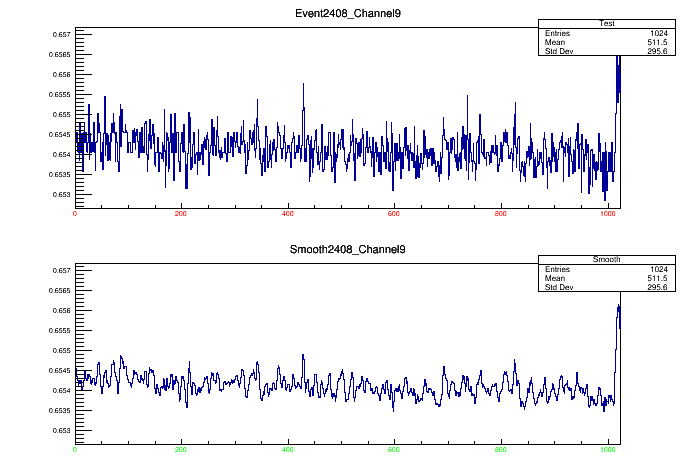 Event2408_Channel9
Test
Entries 1024
Mean 511.5
Std Dev 295.6
0.657
0.6565
0.656
0.6555
0.655
0.6545
0.654
0.6535
0.653
0 200 400 600 800 1000
Smooth2408_Channel9
Smooth
Entries 1024
Mean 511.5
Std Dev 295.6
0.657
0.6565
0.656
0.6555
0.655
0.6545
0.654
0.6535
0.653
0 200 400 600 800 1000